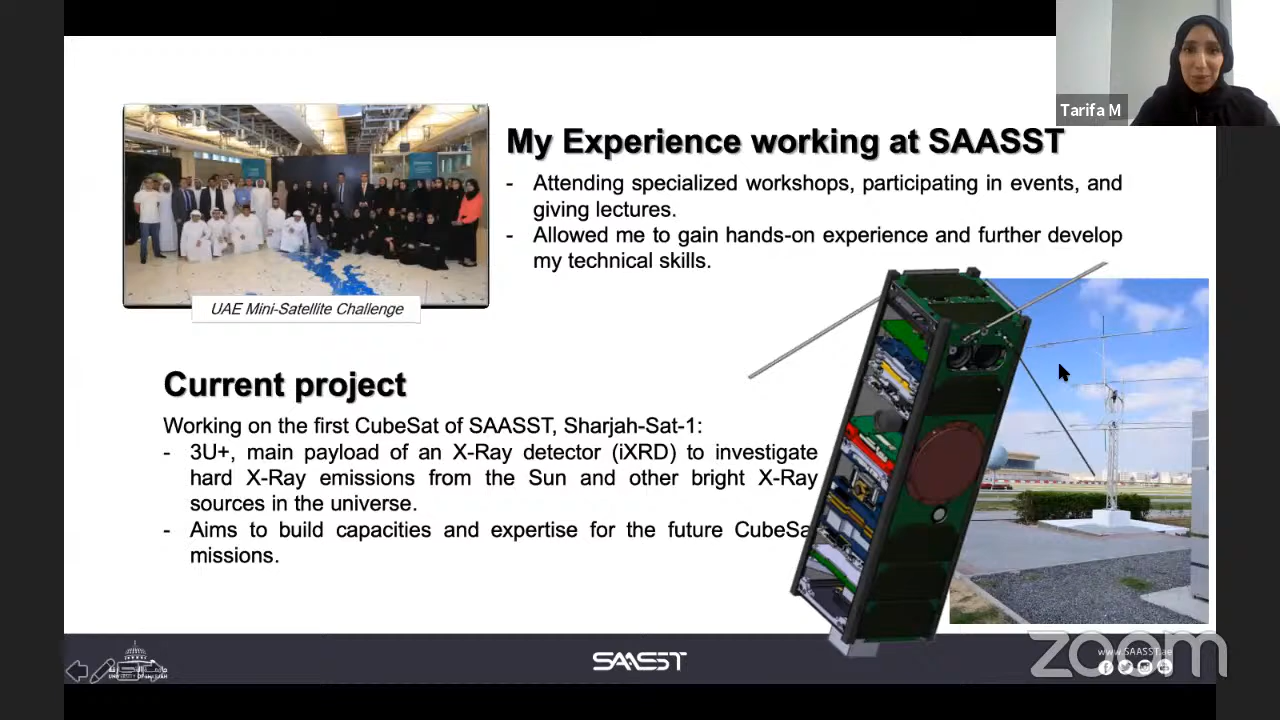 Tarifa M
My Experience working at SAASST
- Attending specialized workshops, participating in events, and
giving lectures.
- Allowed me to gain hands-on experience and further develop
my technical skills.
UAE Mini-Satellite Challenge
Current project
Working on the first CubeSat of SAASST, Sharjah-Sat-1:
- 3U+, main payload of an X-Ray detector (iXRD) to investigate
hard X-Ray emissions from the Sun and other bright X-Ray
sources in the universe.
- Aims to build capacities and expertise for the future CubeSa
missions.
SAASST
www.SAASST.ae
zoom